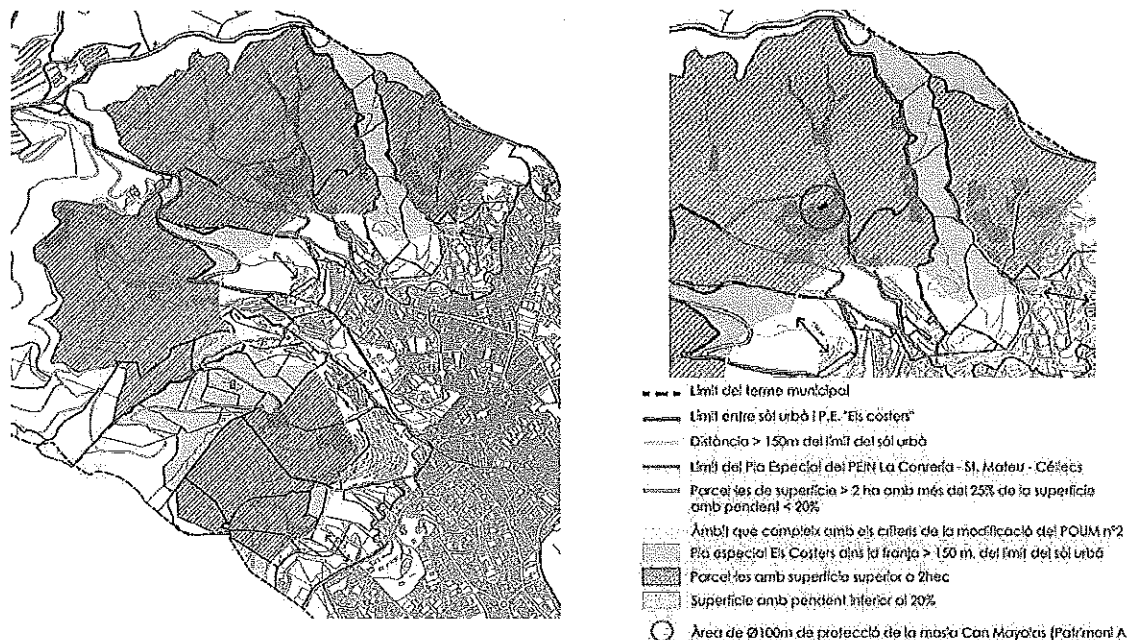 Límit del terme municipal
Límit entre sòl urbà i P.E. "Els costers"
Distància > 150m del límit del sòl urbà
Límit del Pla Especial del PEIN La Conreria - St. Mateu - Céllecs
Parcel·les de superfície > 2 ha amb més del 25% de la superfície
amb pendent < 20%
Àmbit que compleix amb els criteris de la modificació del POUM nº2
Pla especial Els Costers dins la franja > 150 m. del límit del sòl urbà
Parcel·les amb superfície superior a 2hec
Superfície amb pendent inferior al 20%
Àrea de Ø100m de protecció de la masia Can Mayolas (Patrimoni A